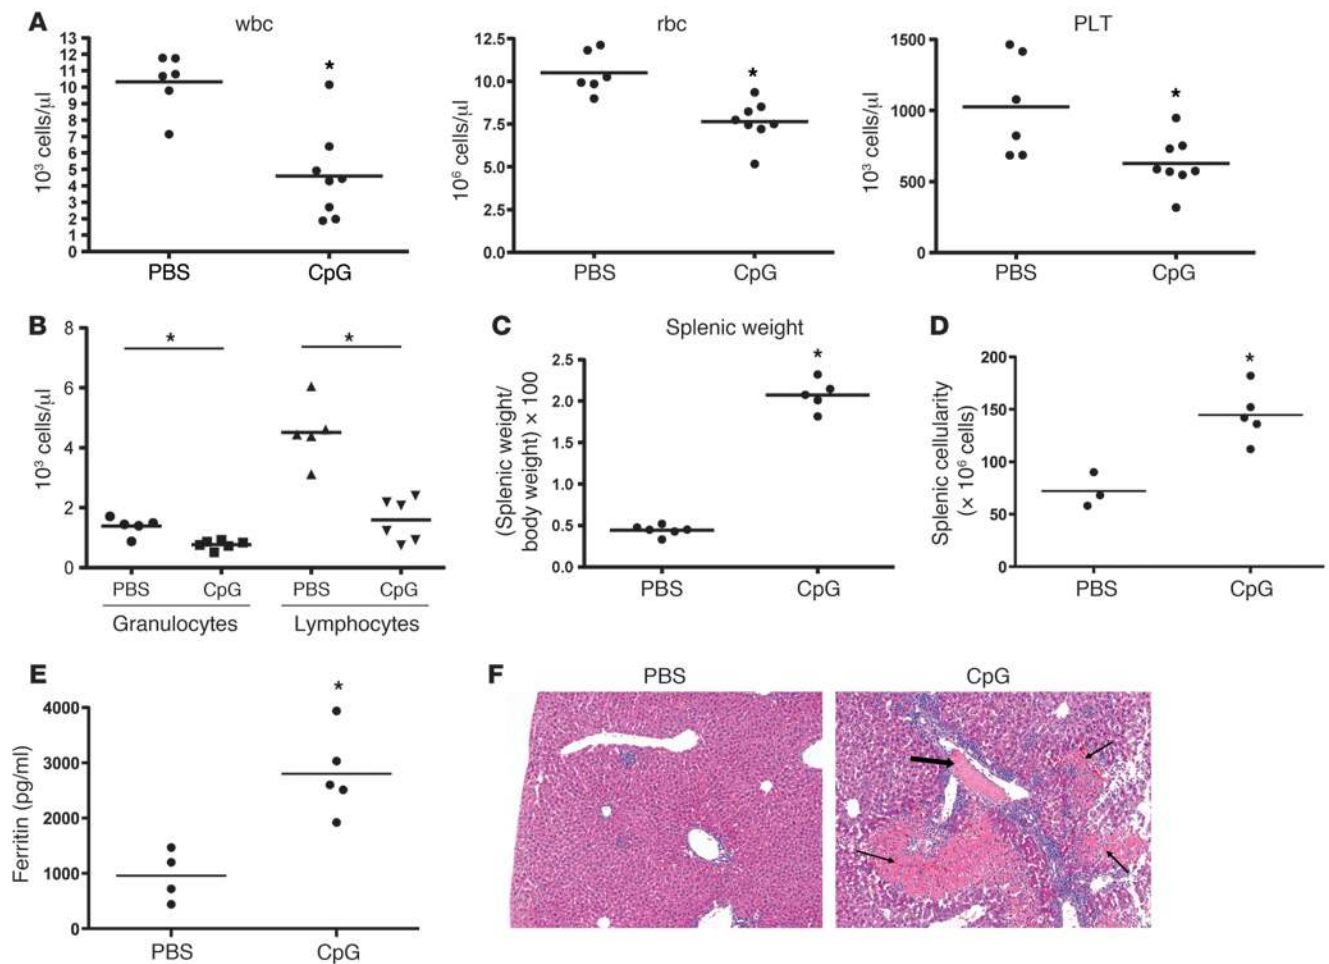 A
wbc
13
12
11
10
9
8
7
6
5
4
3
2
1
0
10³ cells/μl
PBS
CpG
*
rbc
12.5
10.0
7.5
5.0
2.5
0.0
10⁶ cells/μl
PBS
CpG
*
PLT
1500
1000
500
0
10³ cells/μl
PBS
CpG
*
B
8
6
4
2
0
10³ cells/μl
*
*
PBS
CpG
PBS
CpG
Granulocytes
Lymphocytes
C
Splenic weight
2.5
2.0
1.5
1.0
0.5
0.0
(Splenic weight/
body weight) × 100
*
PBS
CpG
D
200
150
100
50
0
Splenic cellularity
(× 10⁶ cells)
*
PBS
CpG
E
4000
3000
2000
1000
0
Ferritin (pg/ml)
*
PBS
CpG
F
PBS
CpG